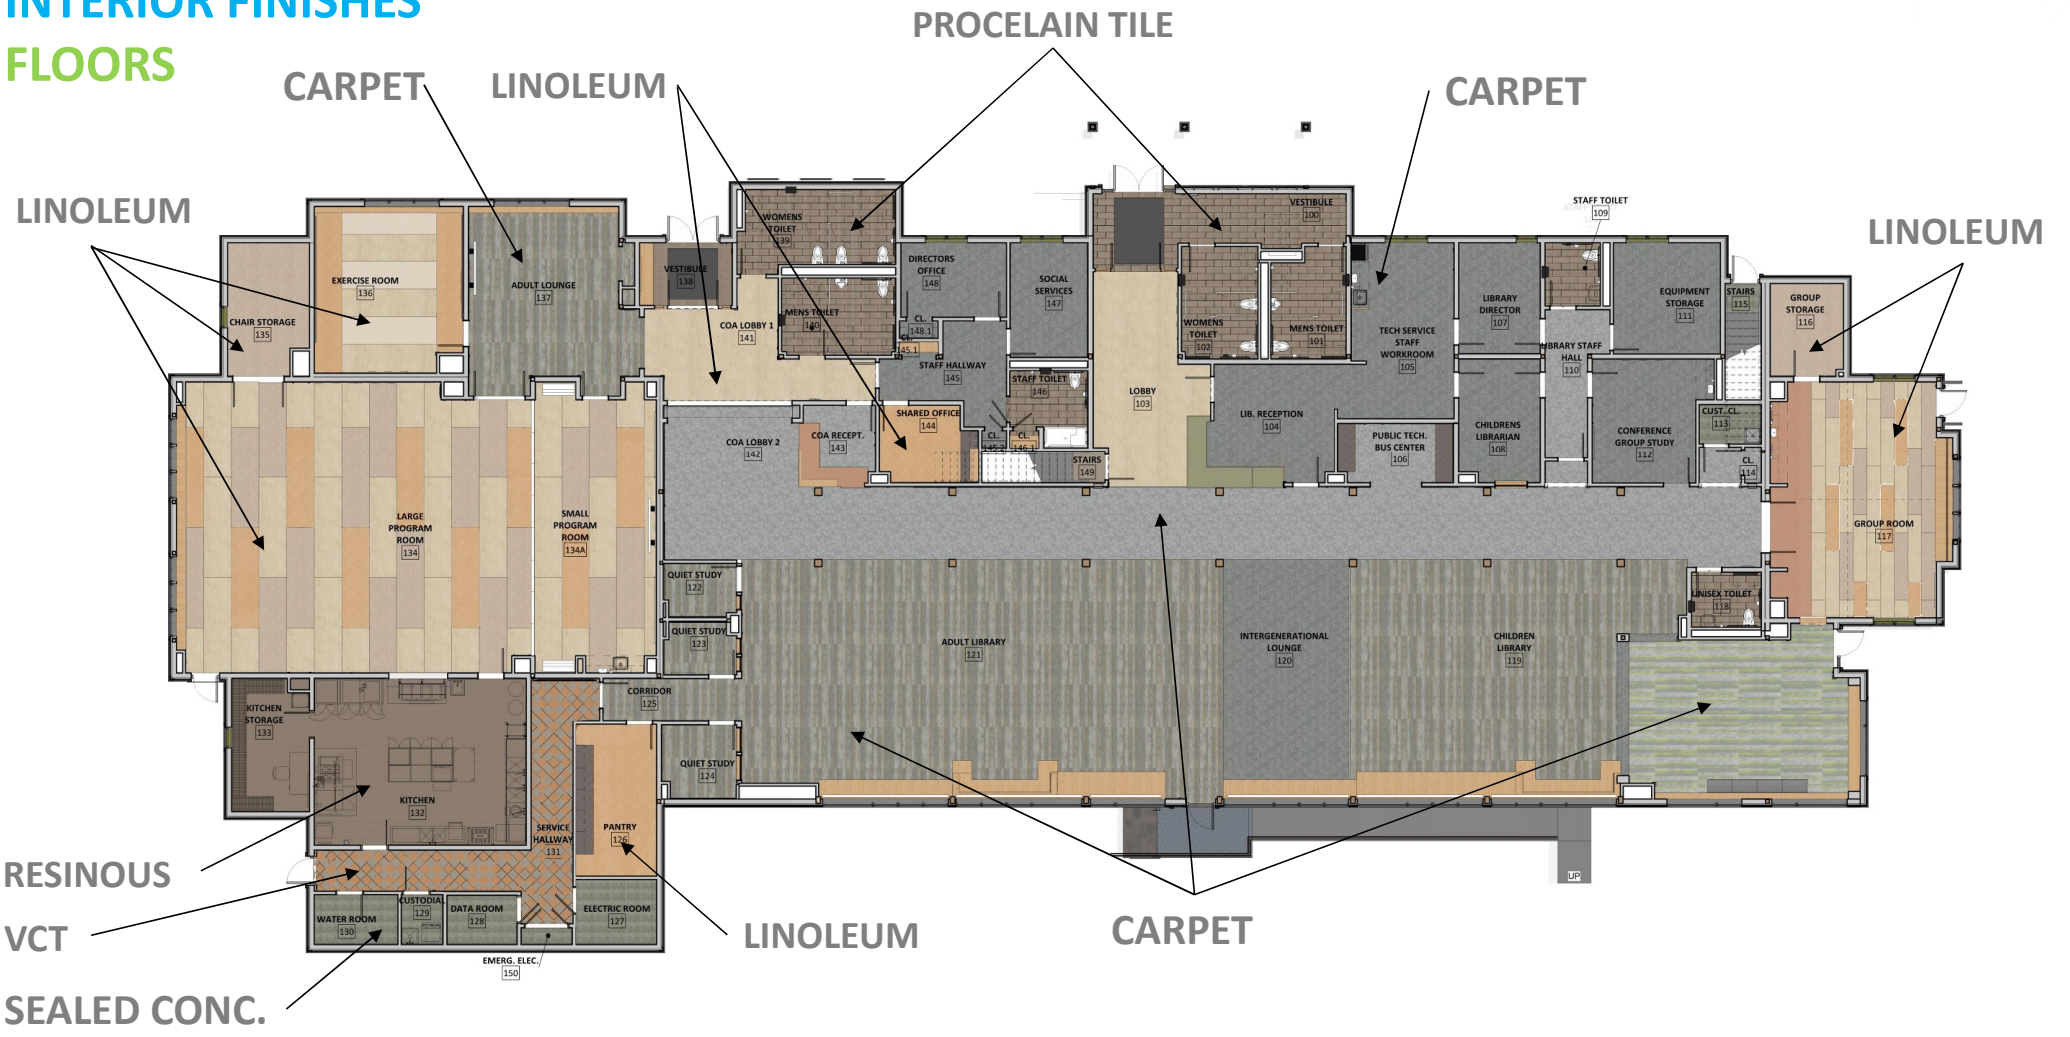 INTERIOR FINISHES
FLOORS
PROCELAIN TILE
CARPET
LINOLEUM
CARPET
LINOLEUM
LINOLEUM
STAFF TOILET
109
WOMENS
TOILET
139
VESTIBULE
100
EXERCISE ROOM
136
ADULT LOUNGE
137
VESTIBULE
138
DIRECTORS
OFFICE
148
SOCIAL
SERVICES
147
LIBRARY
DIRECTOR
107
EQUIPMENT
STORAGE
111
STAIRS
115
GROUP
STORAGE
116
CHAIR STORAGE
135
COA LOBBY 1
141
MENS TOILET
140
CL.
148.1
CL.
145.1
WOMENS
TOILET
102
MENS TOILET
101
TECH SERVICE
STAFF
WORKROOM
105
LIBRARY STAFF
HALL
110
STAFF HALLWAY
145
STAFF TOILET
146
LOBBY
103
LIB. RECEPTION
104
SHARED OFFICE
144
COA LOBBY 2
142
COA RECEPT.
143
CL.
145.2
CL.
146.1
STAIRS
149
PUBLIC TECH.
BUS CENTER
106
CHILDRENS
LIBRARIAN
108
CONFERENCE
GROUP STUDY
112
CUST. CL.
113
CL.
114
LARGE
PROGRAM
ROOM
134
SMALL
PROGRAM
ROOM
134A
GROUP ROOM
117
QUIET STUDY
122
UNISEX TOILET
118
QUIET STUDY
123
ADULT LIBRARY
121
INTERGENERATIONAL
LOUNGE
120
CHILDREN
LIBRARY
119
CORRIDOR
125
KITCHEN
STORAGE
133
QUIET STUDY
124
KITCHEN
132
SERVICE
HALLWAY
131
PANTRY
126
RESINOUS
UP
WATER ROOM
130
CUSTODIAL
129
DATA ROOM
128
ELECTRIC ROOM
127
VCT
LINOLEUM
CARPET
EMERG. ELEC.
150
SEALED CONC.